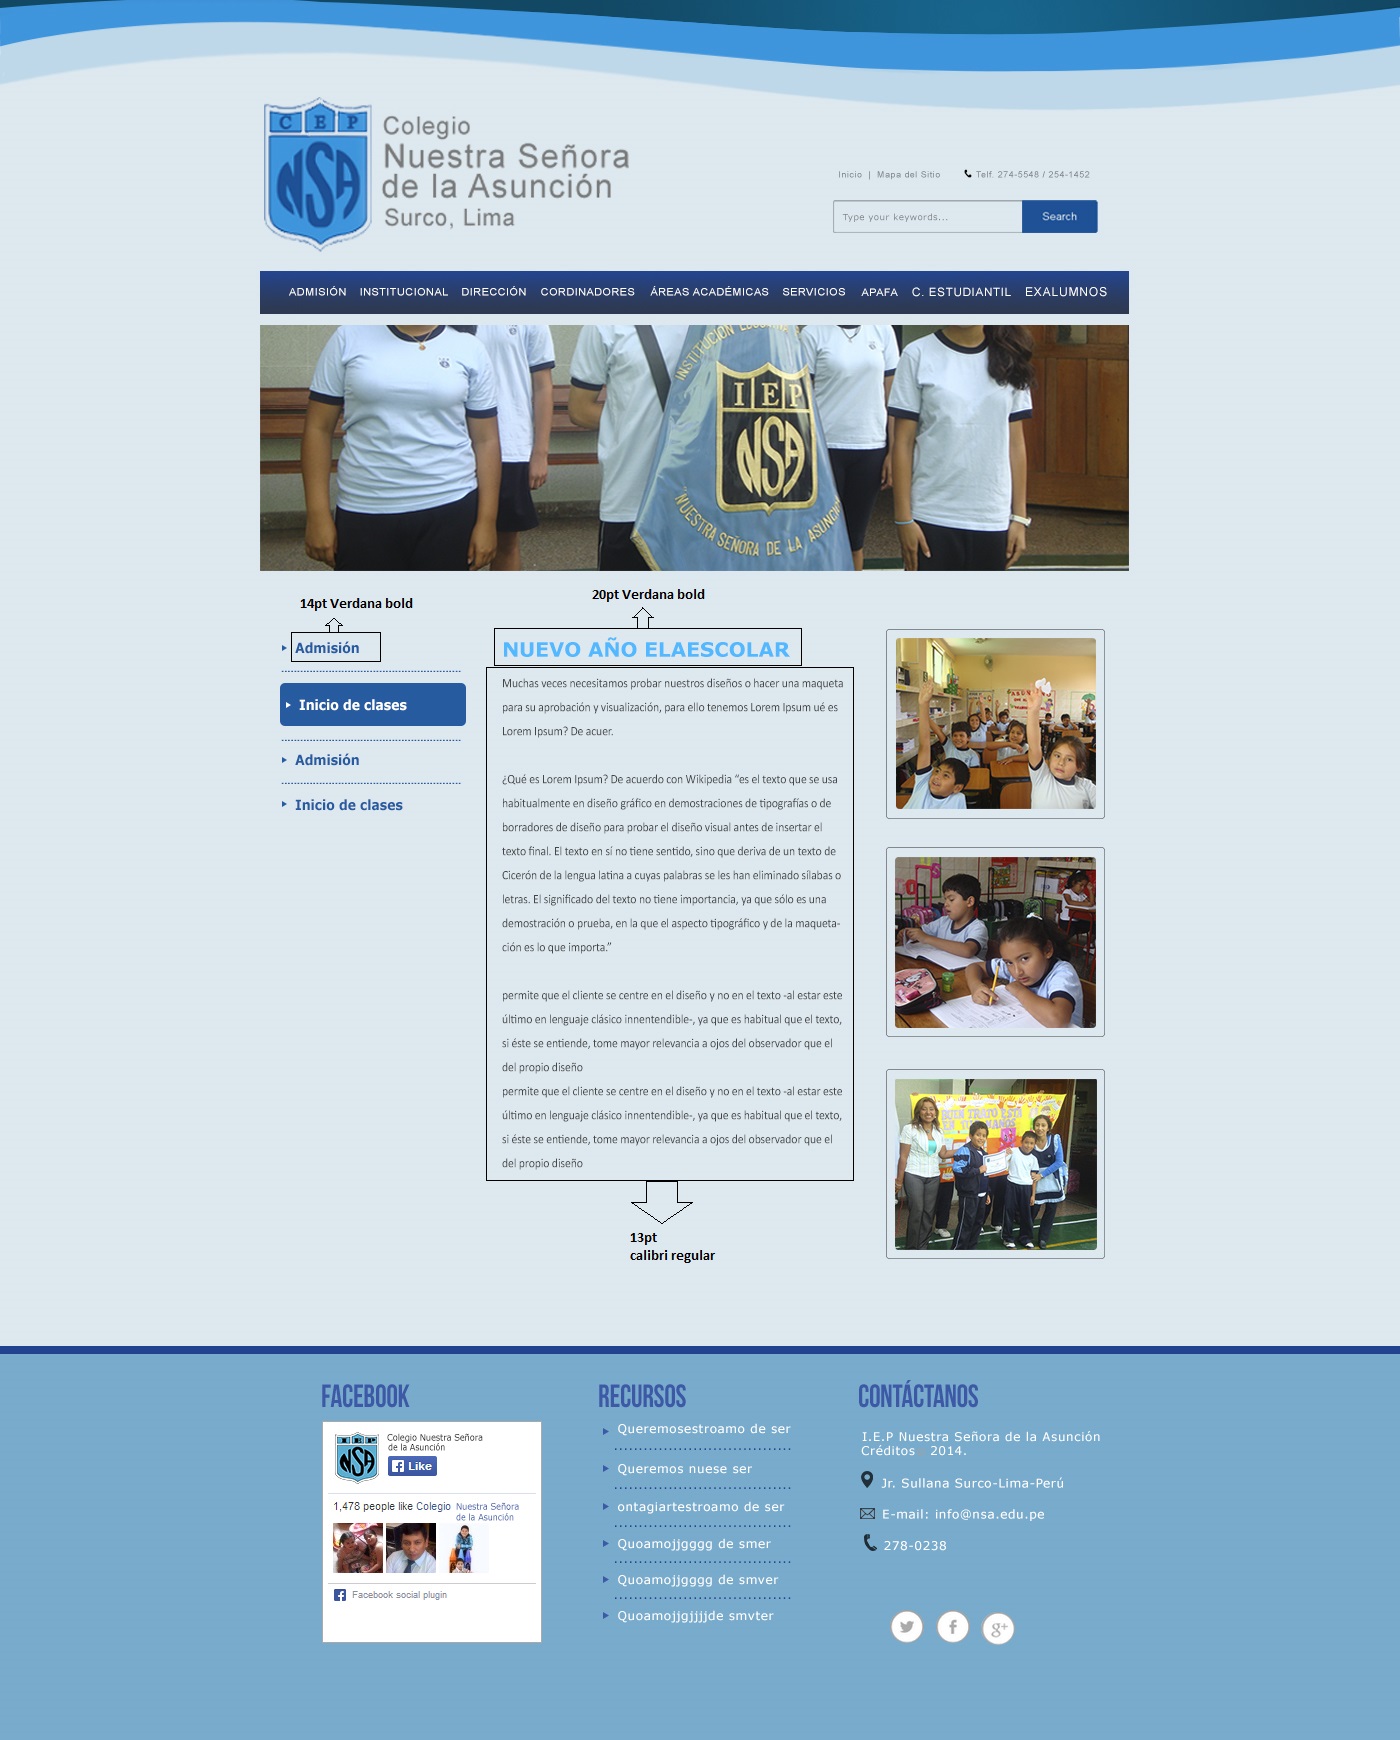 CEP
NSA
Colegio
Nuestra Señora
de la Asunción
Surco, Lima
Inicio | Mapa del Sitio Telf. 274-5548 / 254-1452
Type your keywords... Search
ADMISIÓN INSTITUCIONAL DIRECCIÓN CORDINADORES ÁREAS ACADÉMICAS SERVICIOS APAFA C. ESTUDIANTIL EXALUMNOS
INSTITUCIÓN
IEP
NSA
NUESTRA SEÑORA DE LA ASUNCIÓN
14pt Verdana bold
Admisión
Inicio de clases
Admisión
Inicio de clases
20pt Verdana bold
NUEVO AÑO ELAESCOLAR
Muchas veces necesitamos probar nuestros diseños o hacer una maqueta
para su aprobación y visualización, para ello tenemos Lorem Ipsum ué es
Lorem Ipsum? De acuer.
¿Qué es Lorem Ipsum? De acuerdo con Wikipedia “es el texto que se usa
habitualmente en diseño gráfico en demostraciones de tipografías o de
borradores de diseño para probar el diseño visual antes de insertar el
texto final. El texto en sí no tiene sentido, sino que deriva de un texto de
Cicerón de la lengua latina a cuyas palabras se les han eliminado sílabas o
letras. El significado del texto no tiene importancia, ya que sólo es una
demostración o prueba, en la que el aspecto tipográfico y de la maqueta-
ción es lo que importa.”
permite que el cliente se centre en el diseño y no en el texto -al estar este
último en lenguaje clásico innentendible-, ya que es habitual que el texto,
si éste se entiende, tome mayor relevancia a ojos del observador que el
del propio diseño
permite que el cliente se centre en el diseño y no en el texto -al estar este
último en lenguaje clásico innentendible-, ya que es habitual que el texto,
si éste se entiende, tome mayor relevancia a ojos del observador que el
del propio diseño
13pt
calibri regular
BUEN TRATO ESTÁ
EN TUS MANOS
FACEBOOK
NSA
Colegio Nuestra Señora
de la Asunción
Like
1,478 people like Colegio Nuestra Señora
de la Asunción
Facebook social plugin
RECURSOS
Queremosestroamo de ser
Queremos nuese ser
ontagiartestroamo de ser
Quoamojjgggg de smer
Quoamojjgggg de smver
Quoamojjgjjjjde smvter
CONTÁCTANOS
I.E.P Nuestra Señora de la Asunción
Créditos 2014.
Jr. Sullana Surco-Lima-Perú
E-mail: info@nsa.edu.pe
278-0238